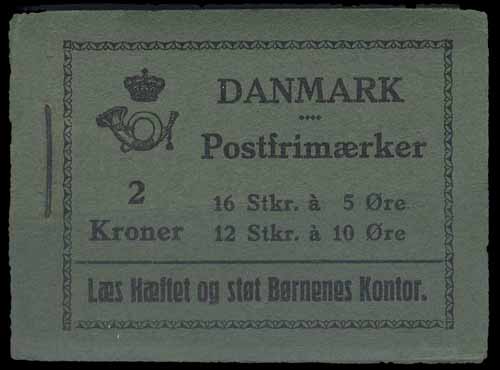 DANMARK
Postfrimærker
2
Kroner
16 Stkr. à 5 Øre
12 Stkr. à 10 Øre
Læs Hæftet og støt Børnenes Kontor.